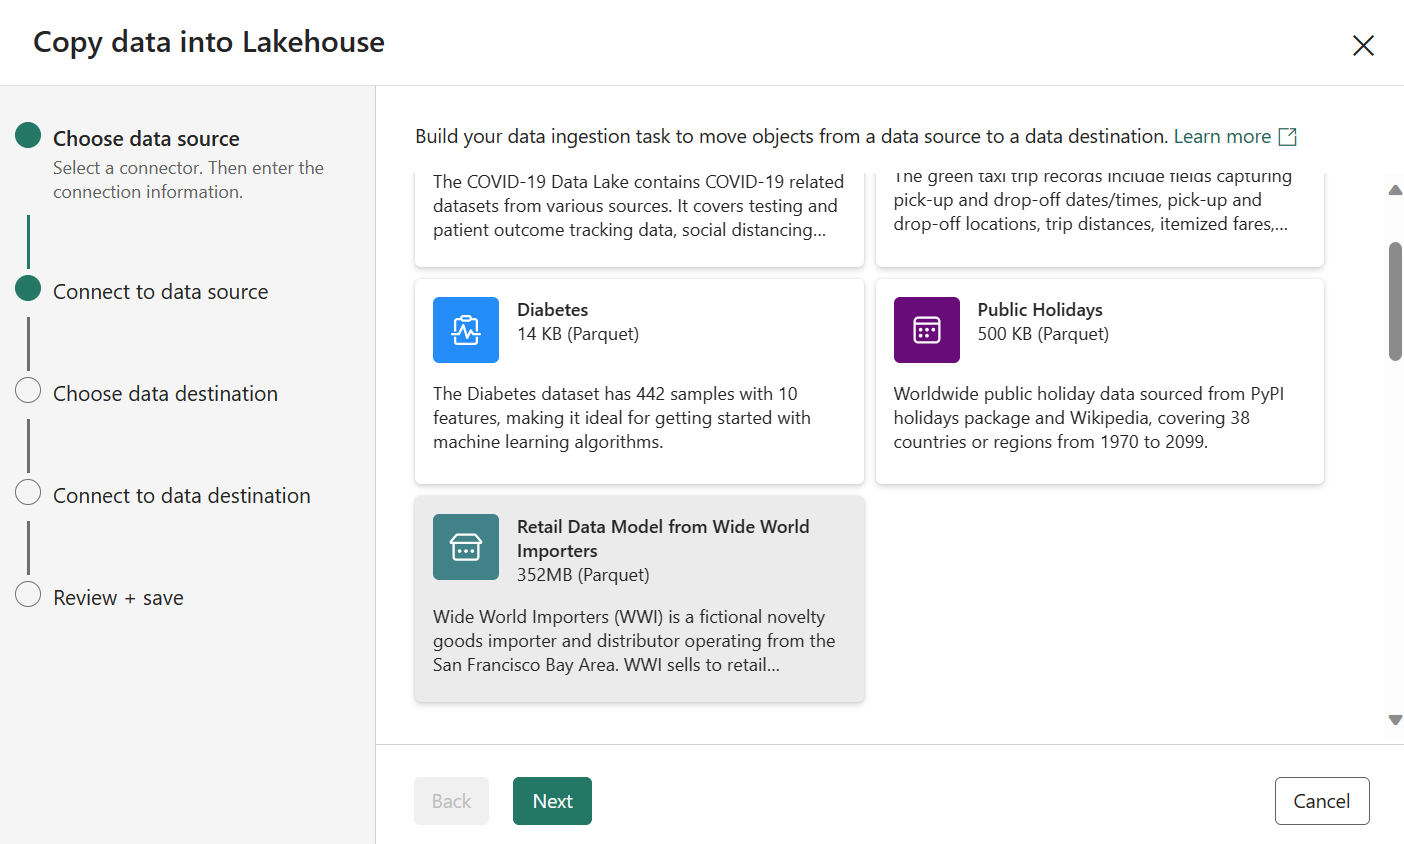 Copy data into Lakehouse
Choose data source
Select a connector. Then enter the
connection information.
Connect to data source
Choose data destination
Connect to data destination
Review + save
Build your data ingestion task to move objects from a data source to a data destination. Learn more
The COVID-19 Data Lake contains COVID-19 related
datasets from various sources. It covers testing and
patient outcome tracking data, social distancing...
The green taxi trip records include fields capturing
pick-up and drop-off dates/times, pick-up and
drop-off locations, trip distances, itemized fares,...
Diabetes
14 KB (Parquet)
The Diabetes dataset has 442 samples with 10
features, making it ideal for getting started with
machine learning algorithms.
Public Holidays
500 KB (Parquet)
Worldwide public holiday data sourced from PyPI
holidays package and Wikipedia, covering 38
countries or regions from 1970 to 2099.
Retail Data Model from Wide World
Importers
352MB (Parquet)
Wide World Importers (WWI) is a fictional novelty
goods importer and distributor operating from the
San Francisco Bay Area. WWI sells to retail...
Back
Next
Cancel